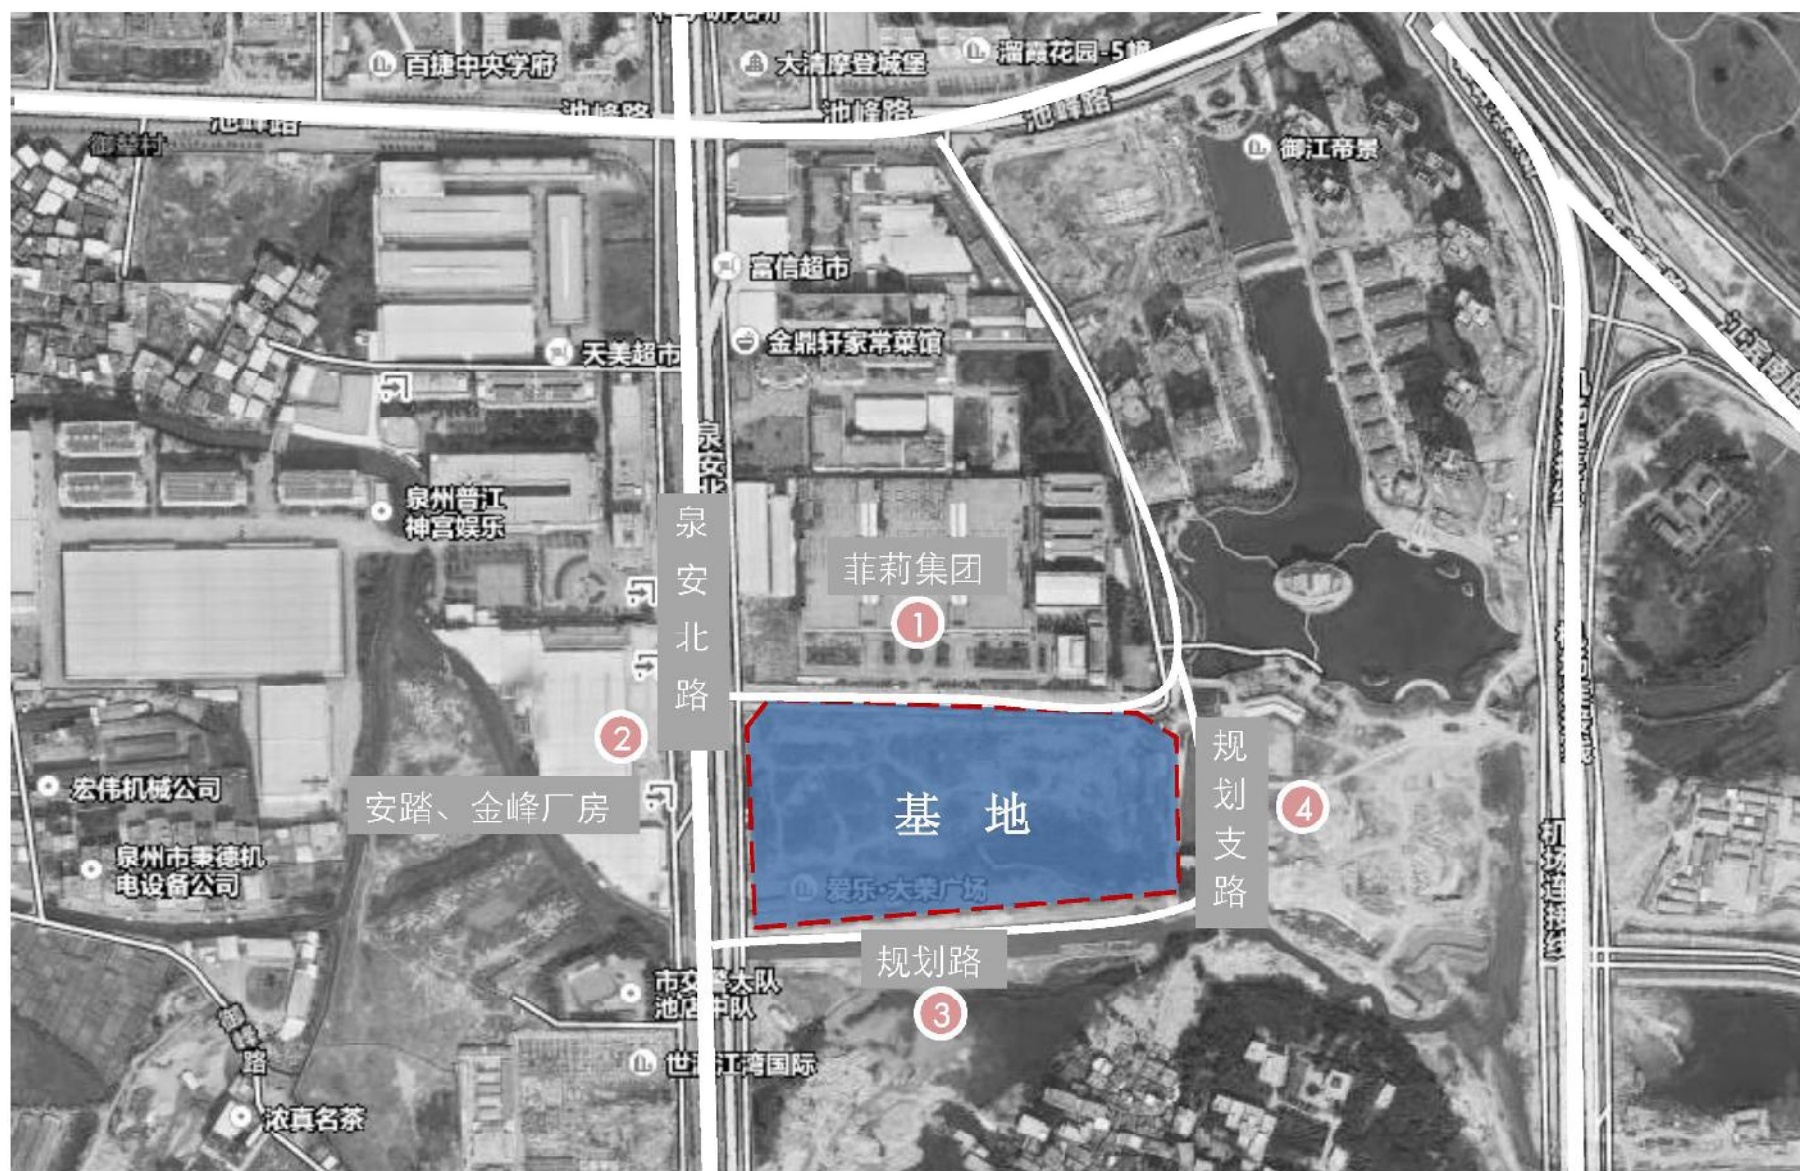 百捷中央学府
大清摩登城堡
溜霞花园-5幢
池峰路
池峰路
池峰路
池峰路
御辇村
御江帝景
富信超市
金鼎轩家常菜馆
天美超市
泉安北
泉州普江
神宫娱乐
泉安北路
菲莉集团
1
2
安踏、金峰厂房
基 地
爱乐·大荣广场
规划支路
4
宏伟机械公司
泉州市秉德机
电设备公司
机场连接线
规划路
3
市交警大队
池店中队
御峰路
世茂江湾国际
浓真名茶